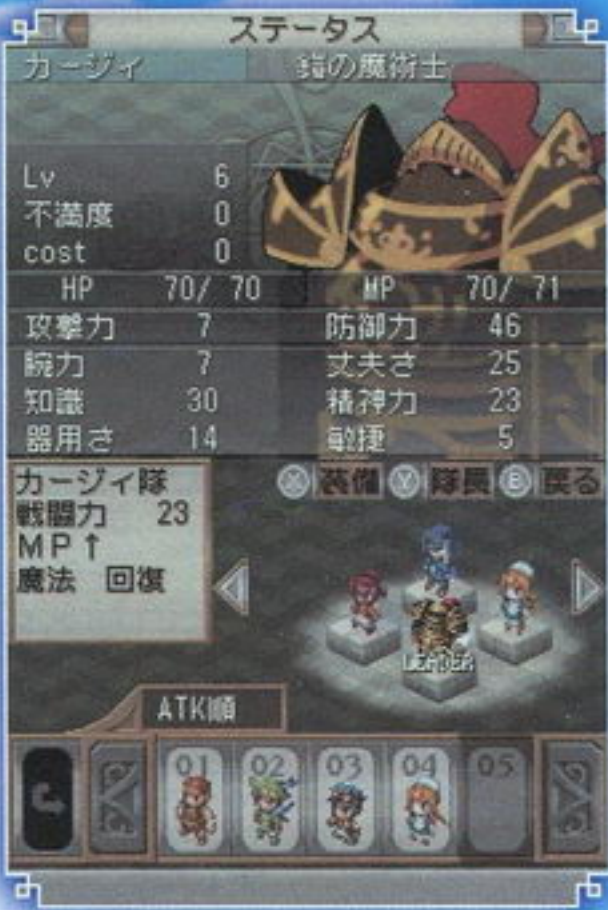 ステータス
カージィ 鎧の魔術士
Lv 6
不満度 0
cost 0
HP 70/ 70 MP 70/ 71
攻撃力 7 防御力 46
腕力 7 丈夫さ 25
知識 30 精神力 23
器用さ 14 敏捷 5
カージィ隊
戦闘力 23
MP↑
魔法 回復
X 装備 Y 隊長 B 戻る
LEADER
ATK順
01 02 03 04 05